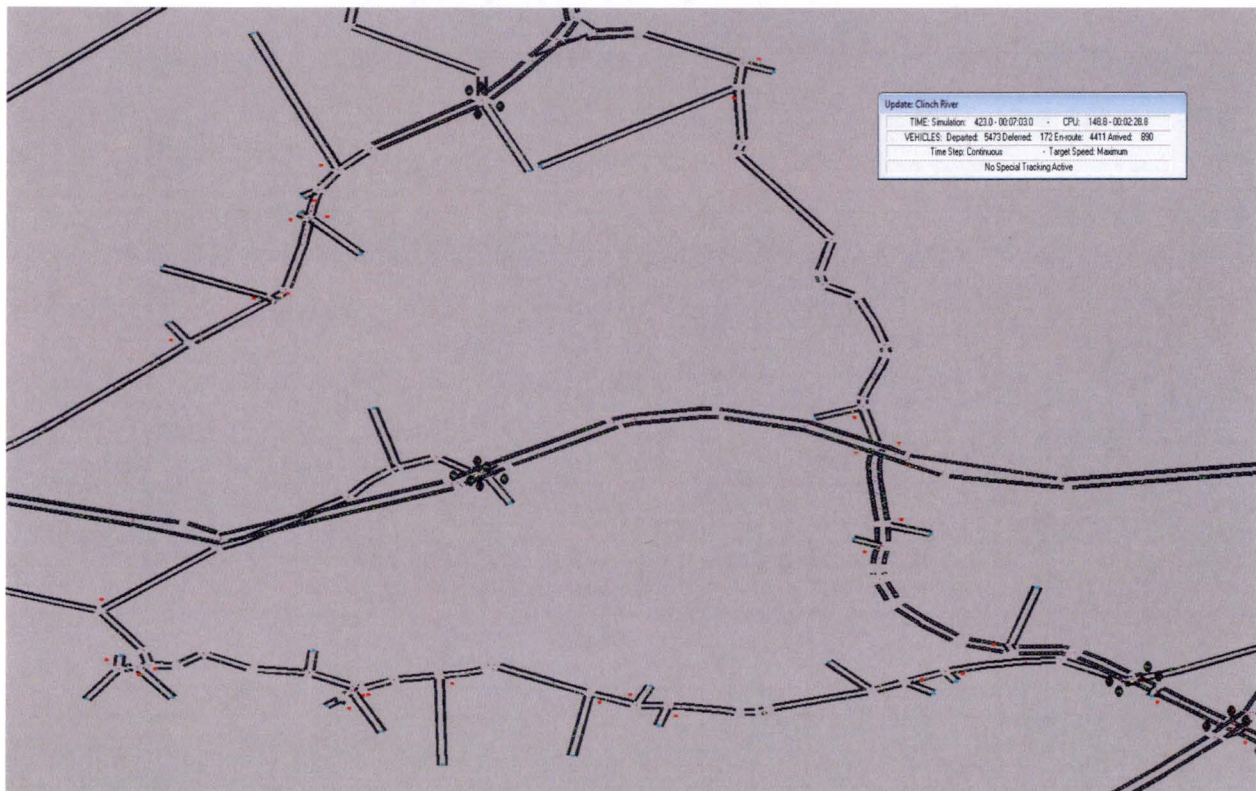 Update: Clinch River
TIME: Simulation: 423.0 - 00:07:03.0 - CPU: 148.8 - 00:02:28.8
VEHICLES: Departed: 5473 Deferred: 172 En-route: 4411 Arrived: 890
Time Step: Continuous - Target Speed: Maximum
No Special Tracking Active